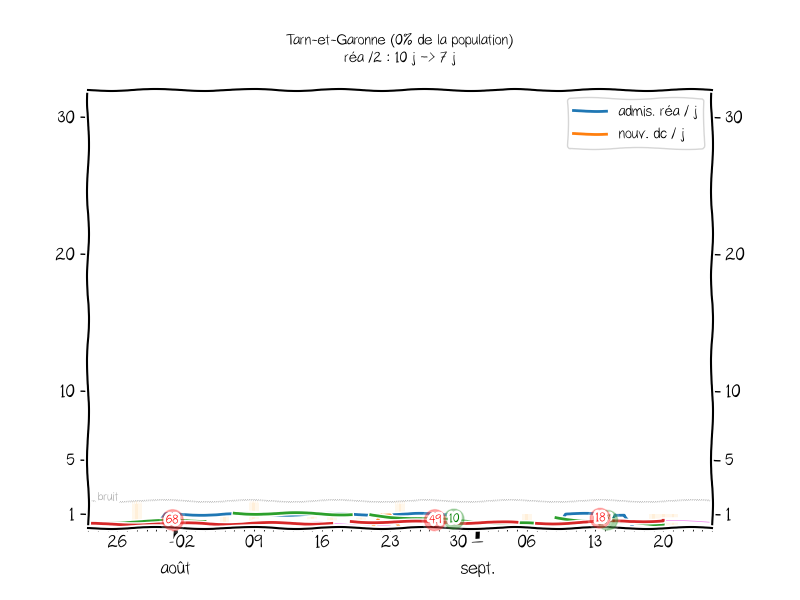 Tarn-et-Garonne (0% de la population)
réa /2 : 10 j -> 7 j
admis. réa / j
nouv. dc / j
30 30
20 20
10 10
5 5
bruit
1 1
68 49 10 18
26 02 09 16 23 30 06 13 20
août sept.